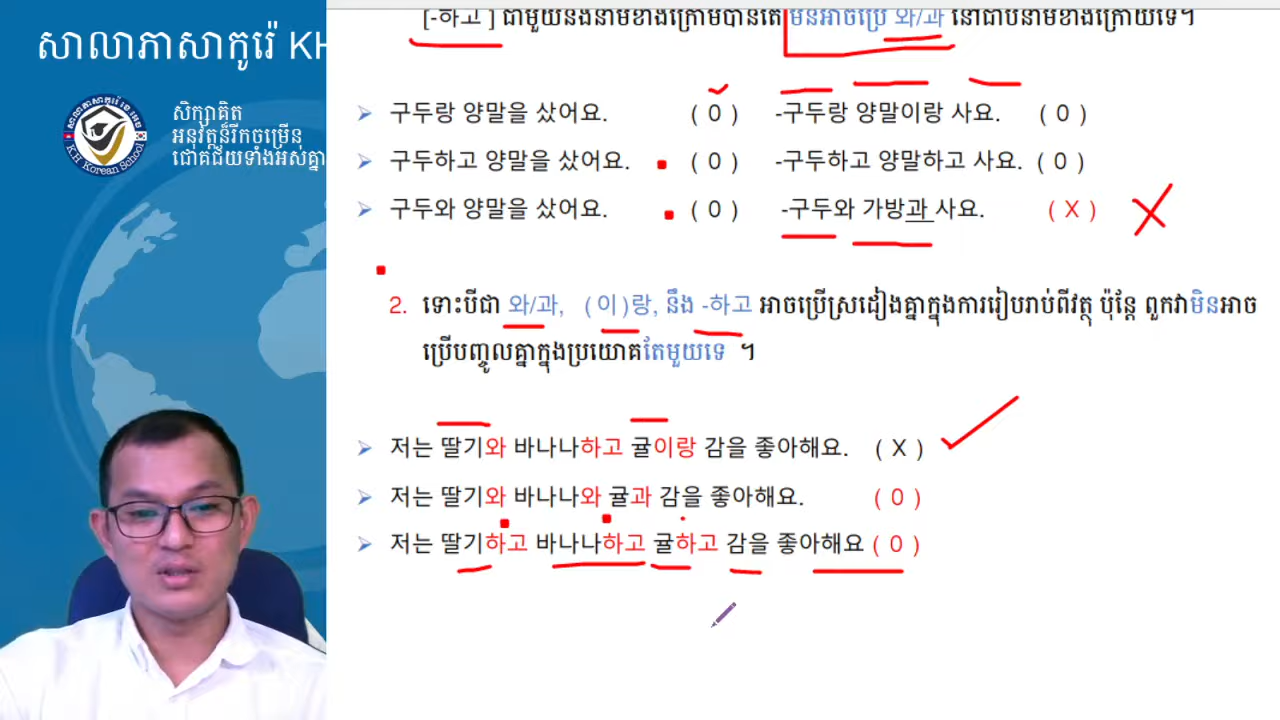 សាលាភាសាកូរ៉េ KH
សិក្សាគិត
អនុវត្តន៍រីកចម្រើន
ជោគជ័យទាំងអស់គ្នា
K.H Korean School
[-하고 ] ជាមួយនឹងនាមខាងក្រោមបានតែ មិនអាចប្រើ 와/과 នៅជាប់នាមខាងក្រោយទេ។
➢ 구두랑 양말을 샀어요. ( 0 ) -구두랑 양말이랑 사요. ( 0 )
➢ 구두하고 양말을 샀어요. ( 0 ) -구두하고 양말하고 사요. ( 0 )
➢ 구두와 양말을 샀어요. ( 0 ) -구두와 가방과 사요. ( X )
2. ទោះបីជា 와/과, ( 이 )랑, នឹង -하고 អាចប្រើស្រដៀងគ្នាក្នុងការរៀបរាប់ពីវត្ថុ ប៉ុន្តែ ពួកវាមិនអាច
ប្រើបញ្ចូលគ្នាក្នុងប្រយោគតែមួយទេ ។
➢ 저는 딸기와 바나나하고 귤이랑 감을 좋아해요. ( X )
➢ 저는 딸기와 바나나와 귤과 감을 좋아해요. ( 0 )
➢ 저는 딸기하고 바나나하고 귤하고 감을 좋아해요 ( 0 )